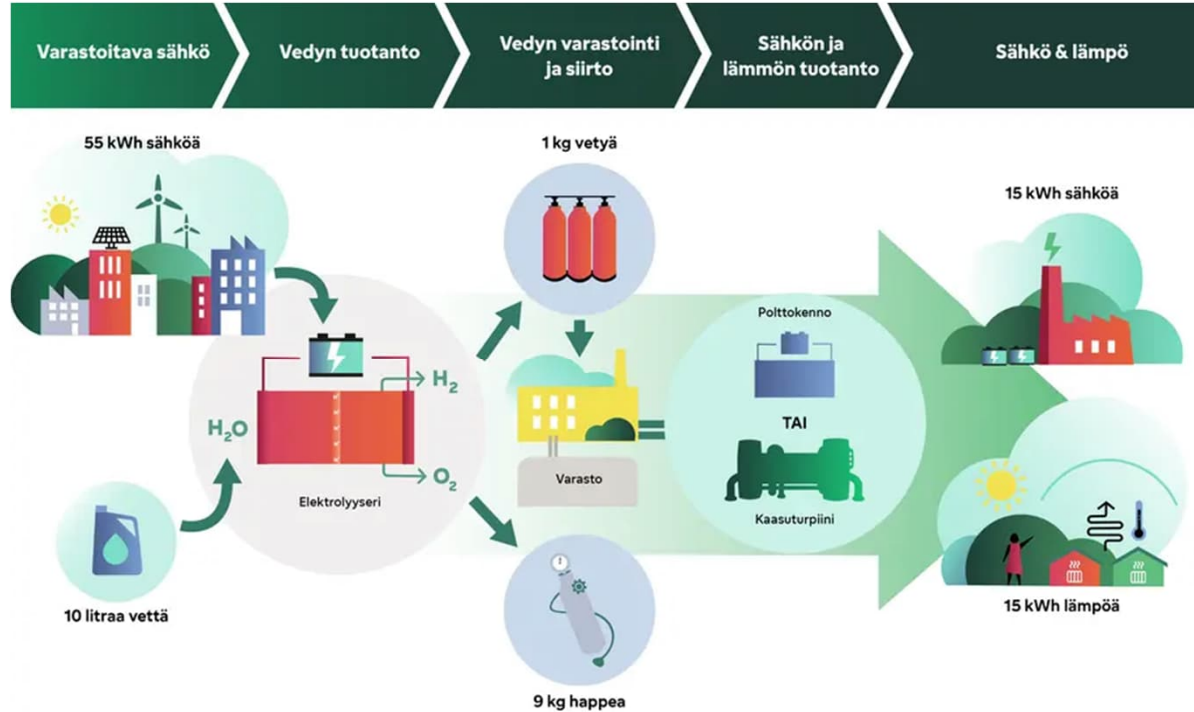 Varastoitava sähkö
Vedyn tuotanto
Vedyn varastointi
ja siirto
Sähkön ja
lämmön tuotanto
Sähkö & lämpö
55 kWh sähköä
1 kg vetyä
15 kWh sähköä
Polttokenno
H₂
TAI
H₂O
O₂
Varasto
Elektrolyyseri
Kaasuturpiini
10 litraa vettä
15 kWh lämpöä
9 kg happea